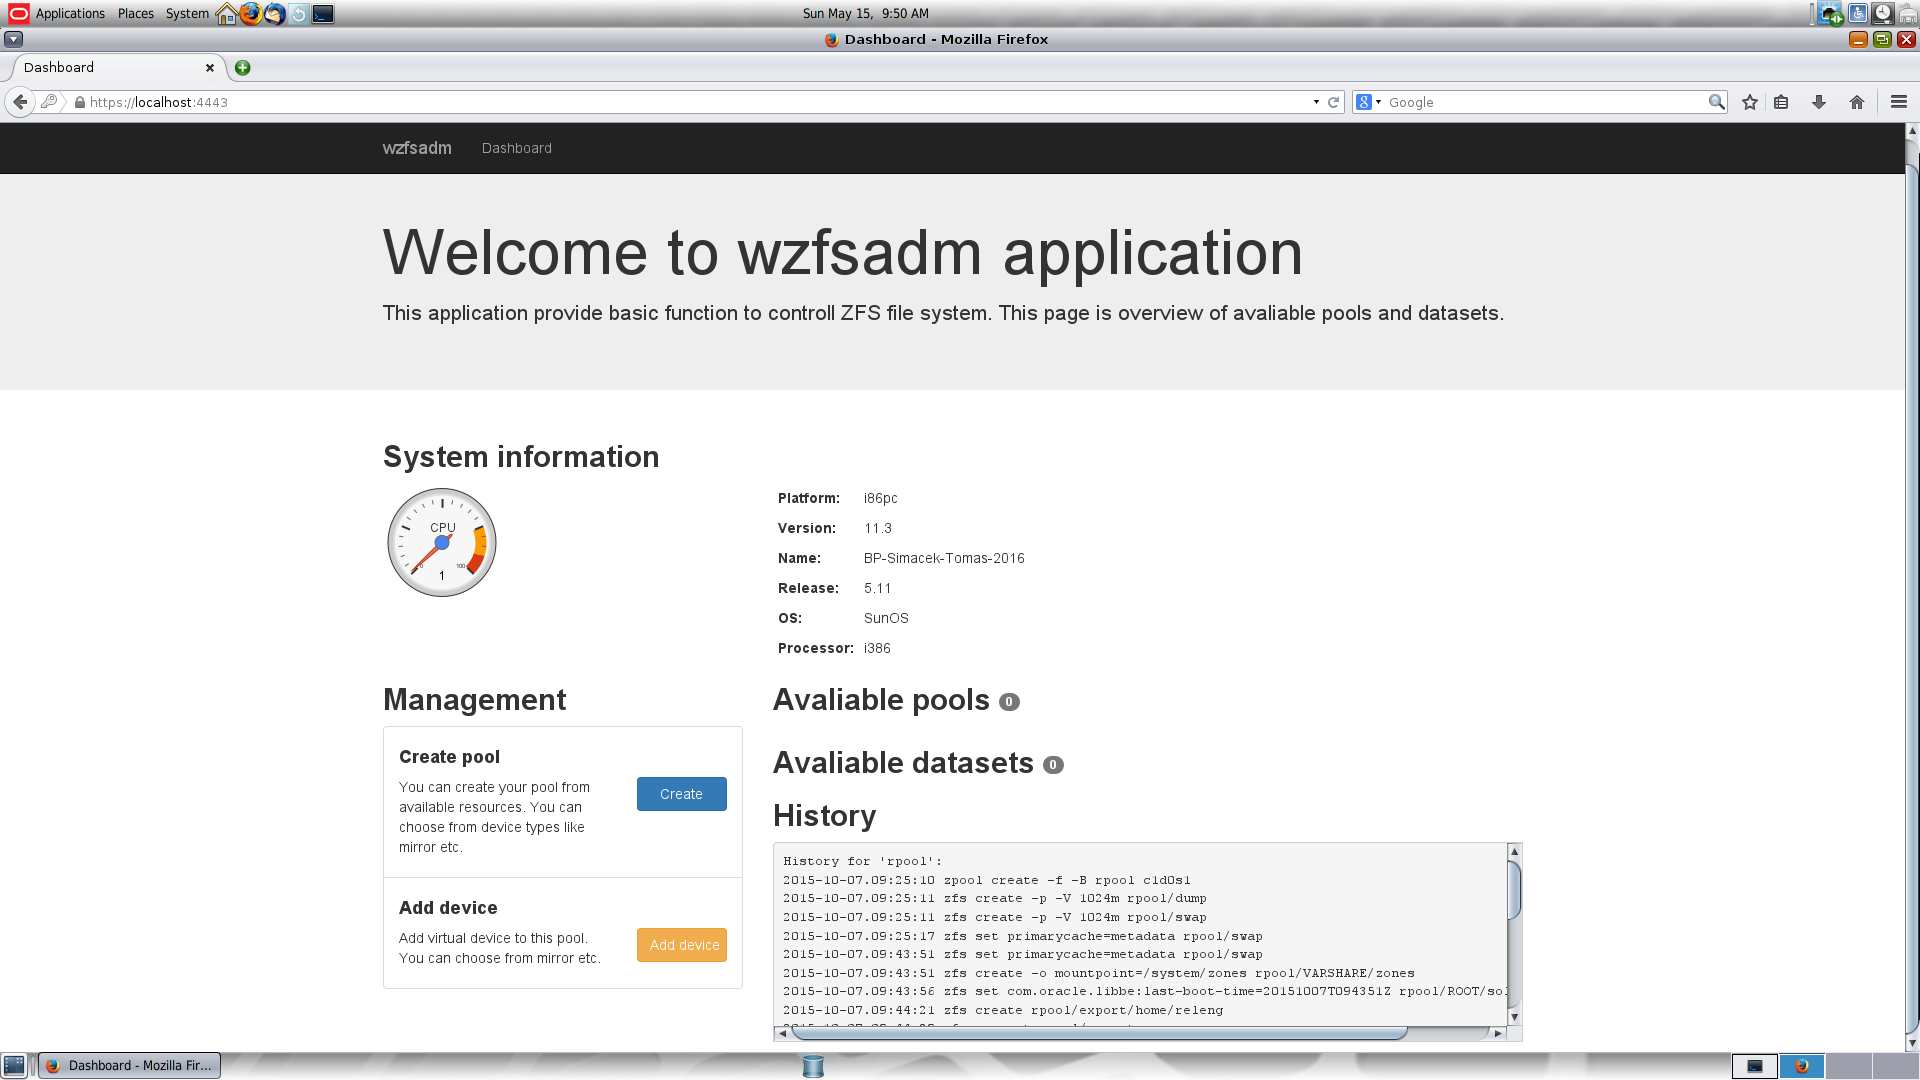 Applications Places System
Sun May 15, 9:50 AM
Dashboard - Mozilla Firefox
Dashboard
https://localhost:4443
Google
wzfsadm Dashboard
Welcome to wzfsadm application
This application provide basic function to controll ZFS file system. This page is overview of avaliable pools and datasets.
System information
CPU
0 100
1
Platform: i86pc
Version: 11.3
Name: BP-Simacek-Tomas-2016
Release: 5.11
OS: SunOS
Processor: i386
Management
Create pool
You can create your pool from
available resources. You can
choose from device types like
mirror etc.
Create
Add device
Add virtual device to this pool.
You can choose from mirror etc.
Add device
Avaliable pools 0
Avaliable datasets 0
History
History for 'rpool':
2015-10-07.09:25:10 zpool create -f -B rpool c1d0s1
2015-10-07.09:25:11 zfs create -p -V 1024m rpool/dump
2015-10-07.09:25:11 zfs create -p -V 1024m rpool/swap
2015-10-07.09:25:17 zfs set primarycache=metadata rpool/swap
2015-10-07.09:43:51 zfs set primarycache=metadata rpool/swap
2015-10-07.09:43:51 zfs create -o mountpoint=/system/zones rpool/VARSHARE/zones
2015-10-07.09:43:56 zfs set com.oracle.libbe:last-boot-time=20151007T094351Z rpool/ROOT/sol
2015-10-07.09:44:21 zfs create rpool/export/home/releng
Dashboard - Mozilla Fir...